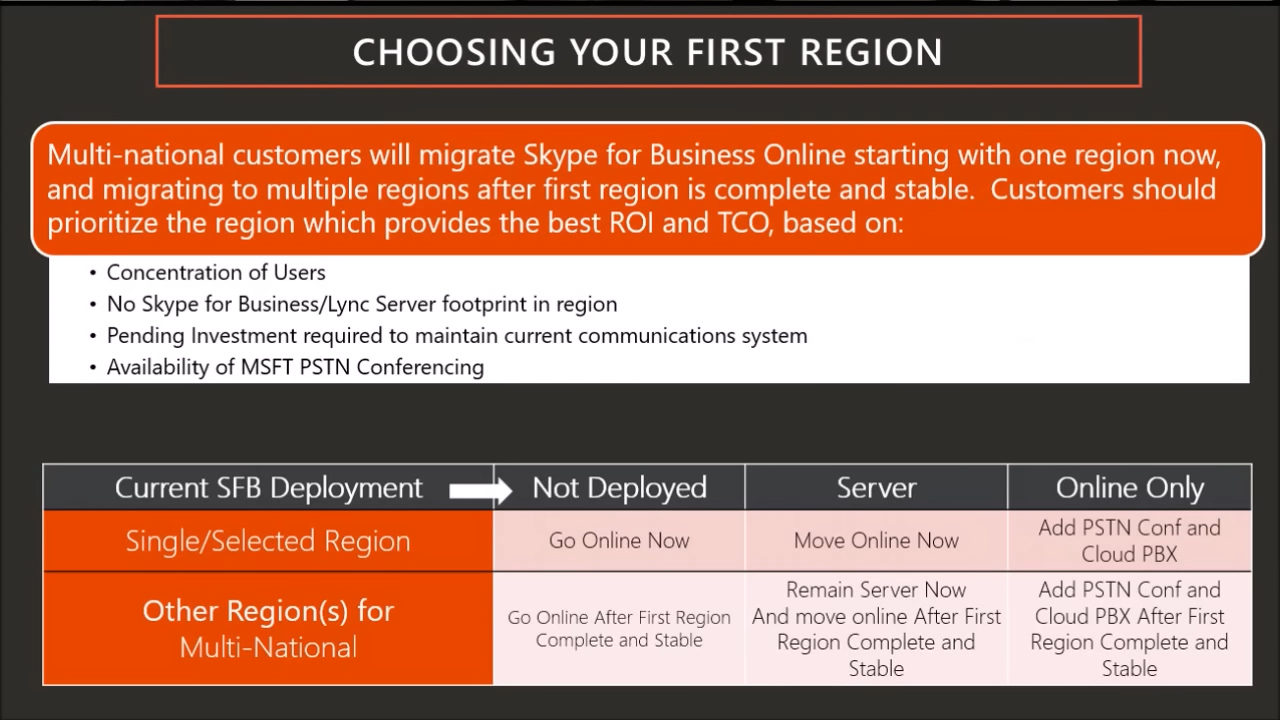 CHOOSING YOUR FIRST REGION
Multi-national customers will migrate Skype for Business Online starting with one region now,
and migrating to multiple regions after first region is complete and stable.  Customers should
prioritize the region which provides the best ROI and TCO, based on:
• Concentration of Users
• No Skype for Business/Lync Server footprint in region
• Pending Investment required to maintain current communications system
• Availability of MSFT PSTN Conferencing
Current SFB Deployment
Not Deployed
Server
Online Only
Single/Selected Region
Go Online Now
Move Online Now
Add PSTN Conf and
Cloud PBX
Other Region(s) for
Multi-National
Go Online After First Region
Complete and Stable
Remain Server Now
And move online After First
Region Complete and
Stable
Add PSTN Conf and
Cloud PBX After First
Region Complete and
Stable